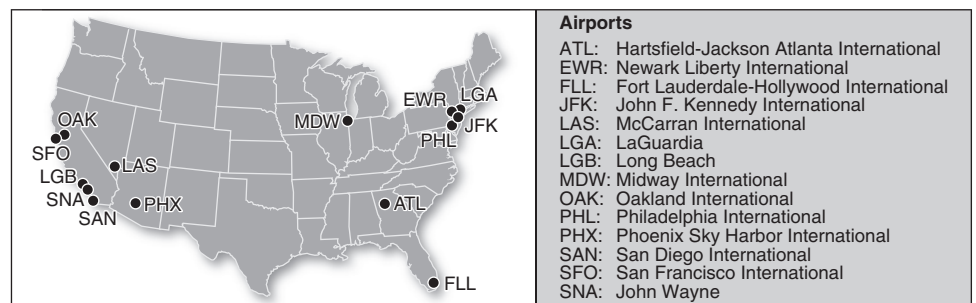 EWR
LGA
MDW
JFK
PHL
OAK
SFO
LAS
LGB
SNA
SAN
PHX
ATL
FLL
Airports
ATL: Hartsfield-Jackson Atlanta International
EWR: Newark Liberty International
FLL: Fort Lauderdale-Hollywood International
JFK: John F. Kennedy International
LAS: McCarran International
LGA: LaGuardia
LGB: Long Beach
MDW: Midway International
OAK: Oakland International
PHL: Philadelphia International
PHX: Phoenix Sky Harbor International
SAN: San Diego International
SFO: San Francisco International
SNA: John Wayne